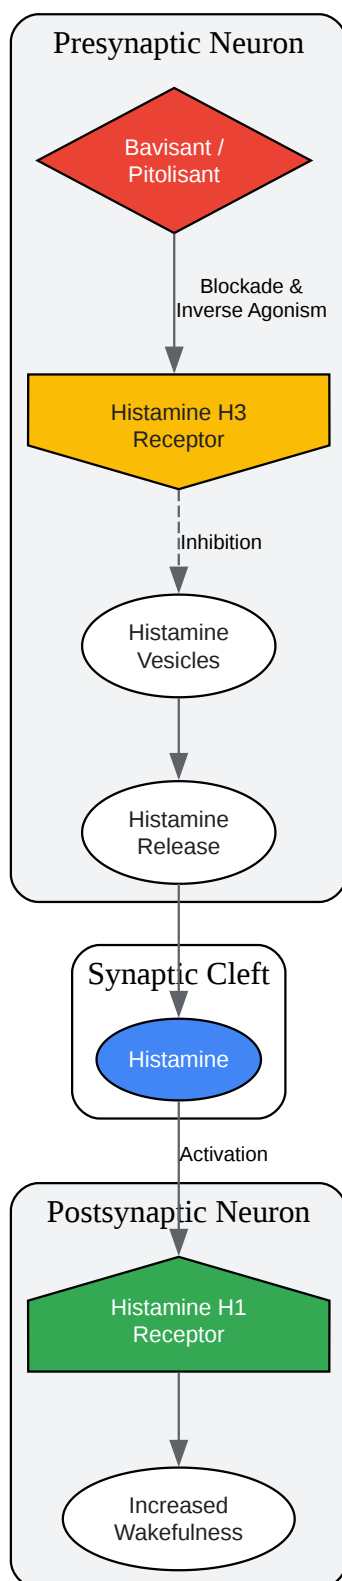 Presynaptic Neuron
Bavisant /
Pitolisant
Blockade &
Inverse Agonism
Histamine H3
Receptor
Inhibition
Histamine
Vesicles
Histamine
Release
Synaptic Cleft
Histamine
Activation
Postsynaptic Neuron
Histamine H1
Receptor
Increased
Wakefulness